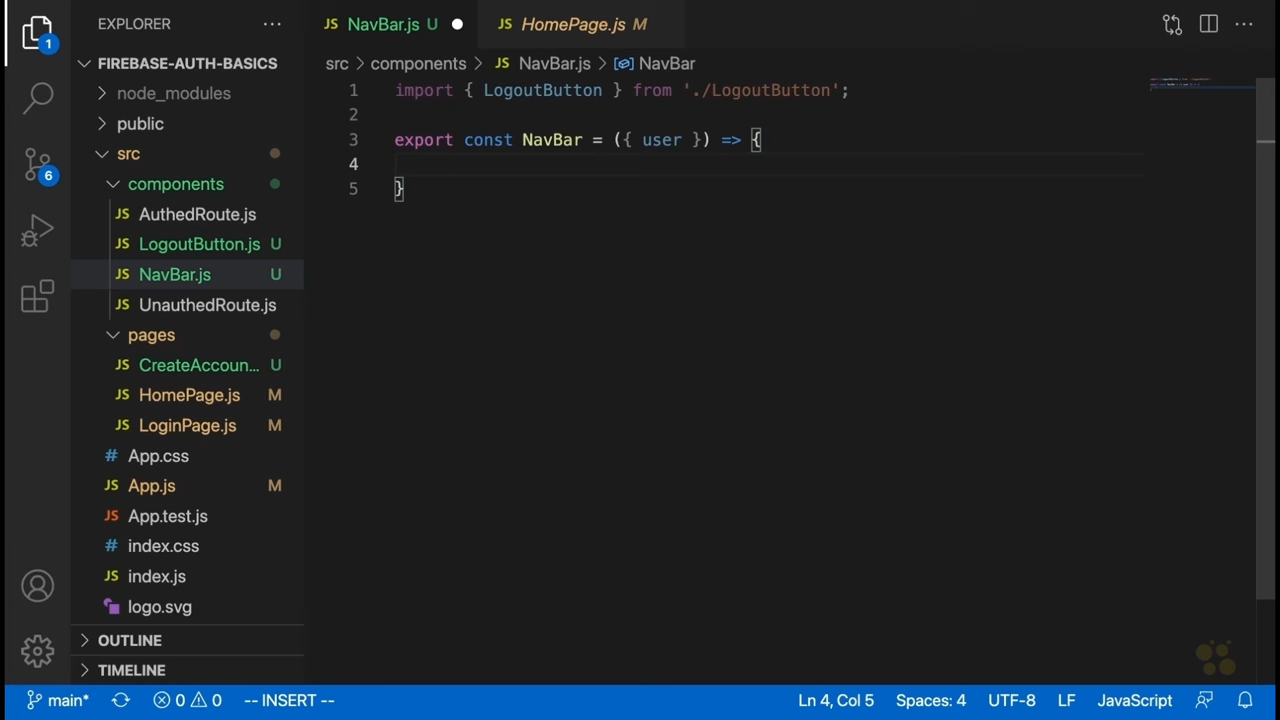 EXPLORER
1
6
FIREBASE-AUTH-BASICS
node_modules
public
src
components
JS AuthedRoute.js
JS LogoutButton.js U
JS NavBar.js U
JS UnauthedRoute.js
pages
JS CreateAccoun... U
JS HomePage.js M
JS LoginPage.js M
# App.css
JS App.js M
JS App.test.js
# index.css
JS index.js
logo.svg
OUTLINE
TIMELINE
JS NavBar.js U
JS HomePage.js M
src > components > JS NavBar.js > NavBar
1 import { LogoutButton } from './LogoutButton';
2
3 export const NavBar = ({ user }) => {
4
5 }
main* 0 0 -- INSERT -- Ln 4, Col 5 Spaces: 4 UTF-8 LF JavaScript